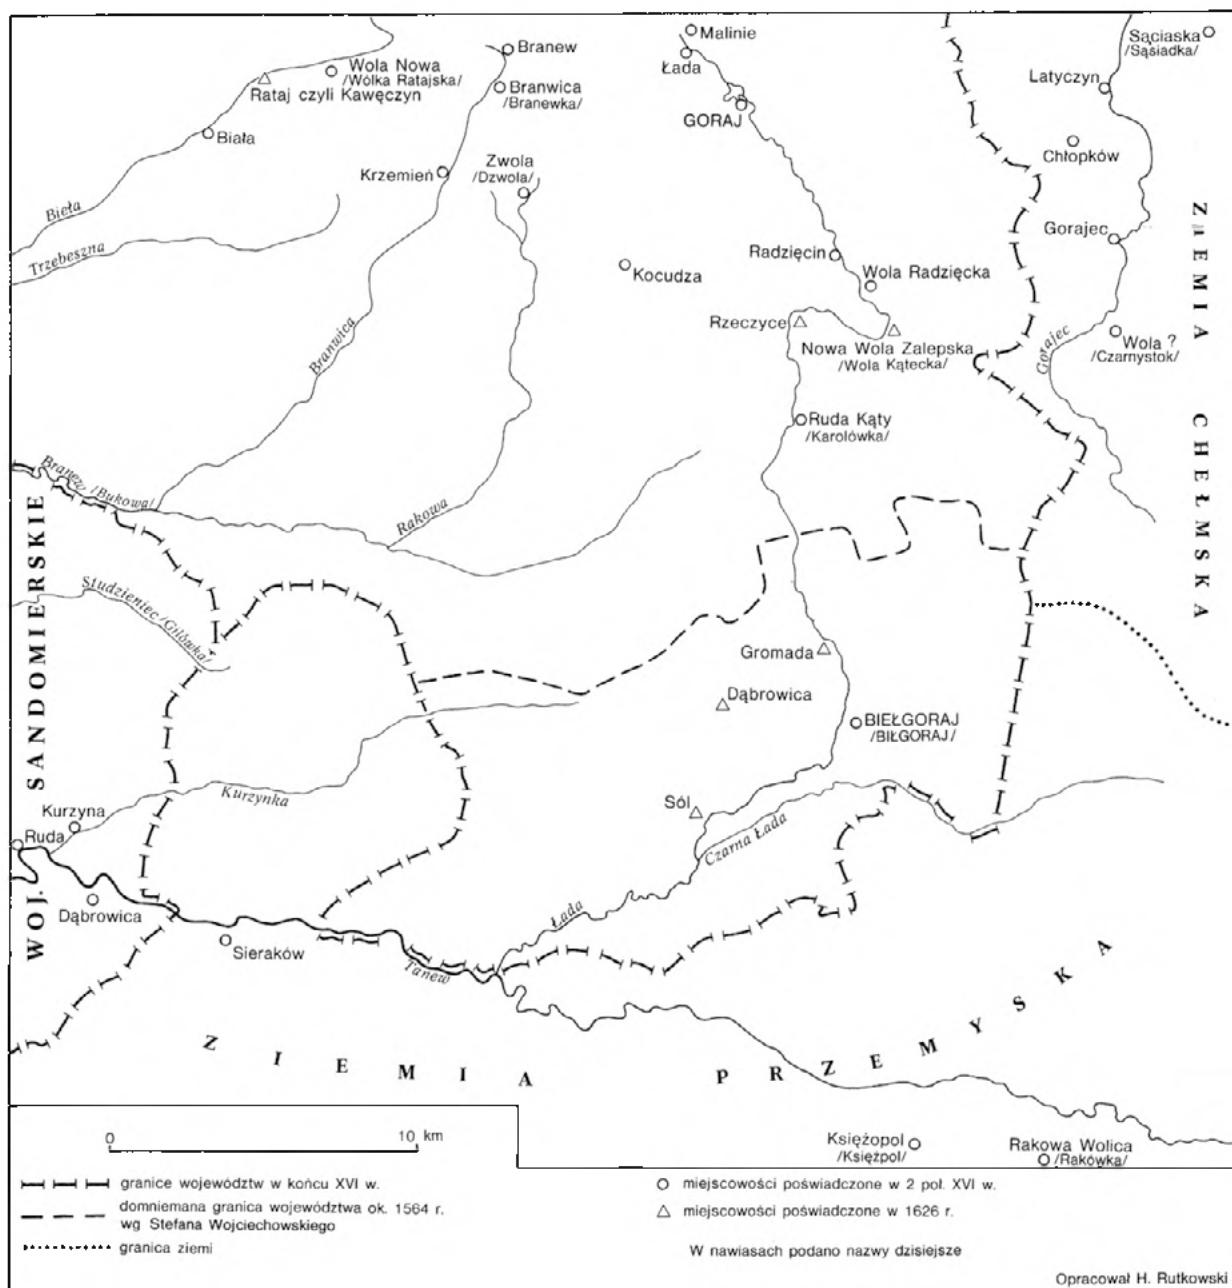 Malinie
Sąciaska
/Sąsiadka/
Branew
Wola Nowa
/Wólka Ratajska/
Łada
Rataj czyli Kawęczyn
Branwica
/Branewka/
Latyczyn
GORAJ
Biała
Chłopków
Zwola
/Dzwola/
Krzemień
Bieła
Trzebeszna
Gorajec
Radzięcin
Kocudza
Wola Radzięcka
ZIEMIA CHEŁMSKA
Rzeczyce
Nowa Wola Zalepska
/Wola Kątecka/
Wola ?
/Czarnystok/
Gorajec
Branwica
Ruda Kąty
/Karolówka/
Branew /Bukowa/
Rakowa
WOJ. SANDOMIERSKIE
Studzieniec /Gilówka/
Gromada
Dąbrowica
BIEŁGORAJ
/BIŁGORAJ/
Kurzynka
Kurzyna
Sól
Ruda
Czarna Łada
Dąbrowica
Łada
Sieraków
Tanew
ZIEMIA PRZEMYSKA
0 10 km
Księżopol
/Księżpol/
Rakowa Wolica
/Rakówka/
granice województw w końcu XVI w.
domniemana granica województwa ok. 1564 r.
wg Stefana Wojciechowskiego
granica ziemi
miejscowości poświadczone w 2 poł. XVI w.
miejscowości poświadczone w 1626 r.
W nawiasach podano nazwy dzisiejsze
Opracował H. Rutkowski